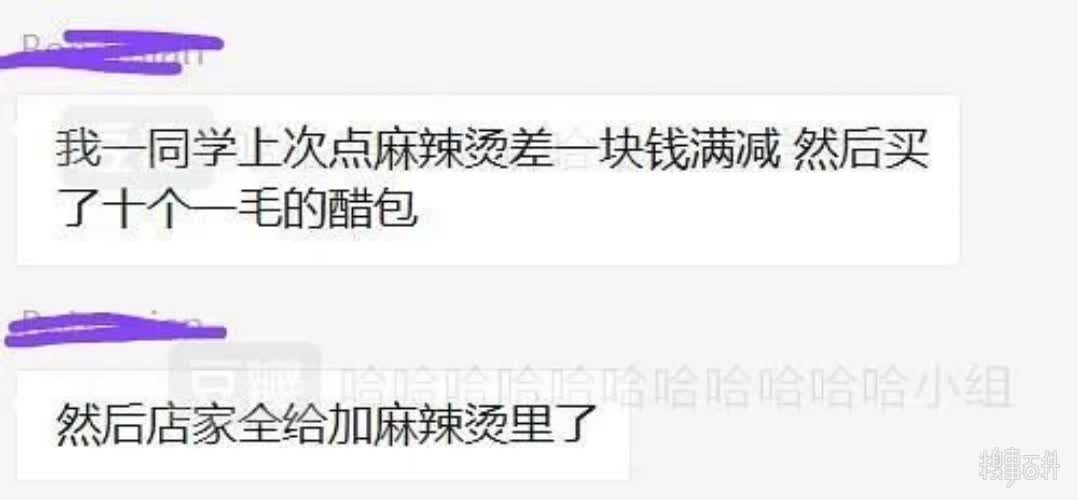 我一同学上次点麻辣烫差一块钱满减 然后买
了十个一毛的醋包
豆瓣 哈哈哈哈哈哈哈哈哈哈哈小组
然后店家全给加麻辣烫里了
糗事百科